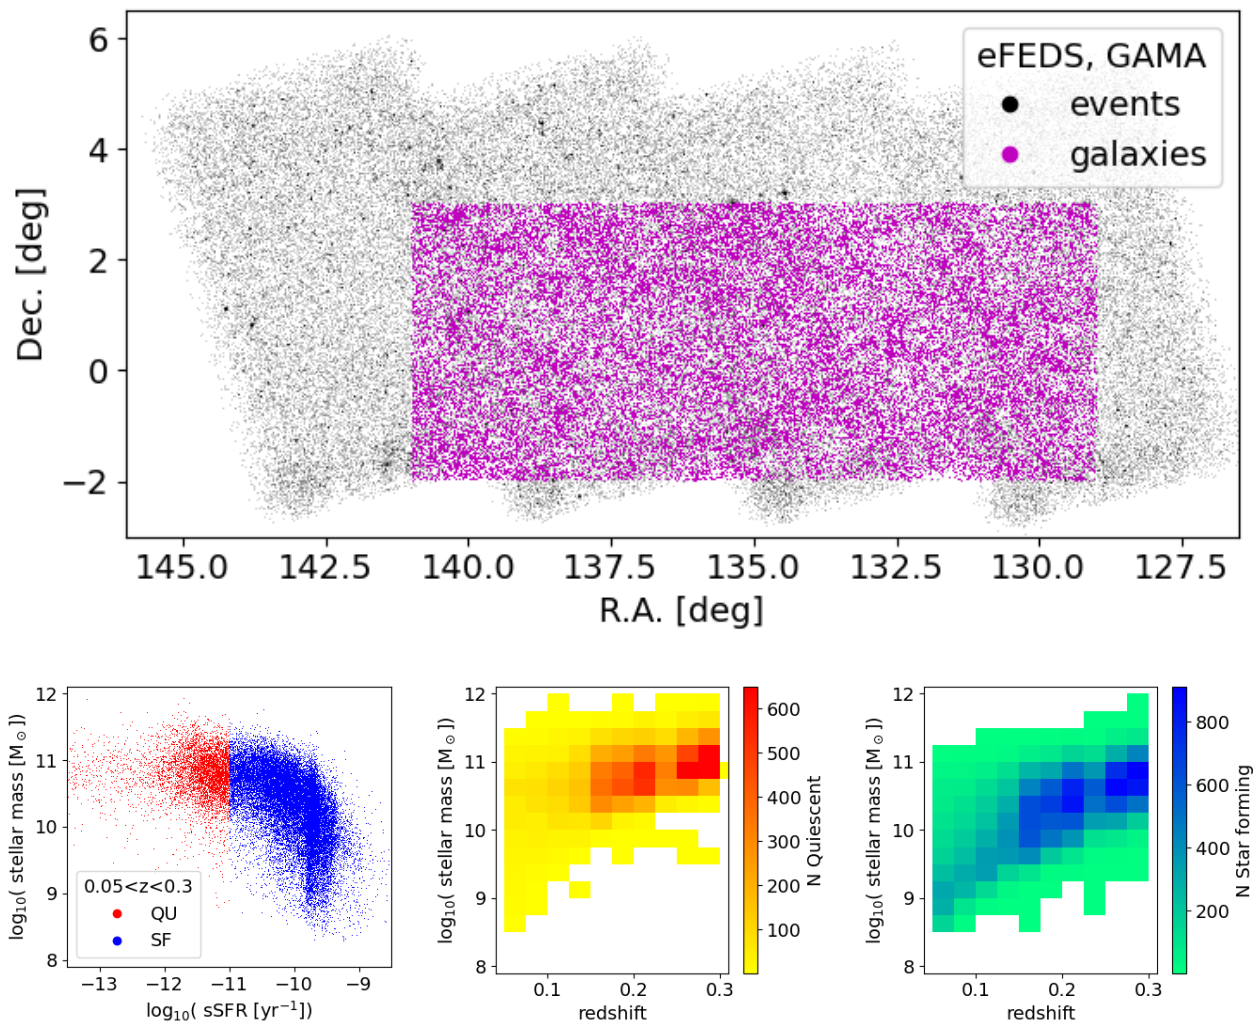 eFEDS, GAMA
events
galaxies
Dec. [deg]
6
4
2
0
−2
145.0 142.5 140.0 137.5 135.0 132.5 130.0 127.5
R.A. [deg]
log₁₀( stellar mass [M⊙])
12
11
10
9
8
0.05<z<0.3
QU
SF
−13 −12 −11 −10 −9
log₁₀( sSFR [yr⁻¹])
log₁₀( stellar mass [M⊙])
12
11
10
9
8
0.1 0.2 0.3
redshift
600
500
400
300
200
100
N Quiescent
log₁₀( stellar mass [M⊙])
12
11
10
9
8
0.1 0.2 0.3
redshift
800
600
400
200
N Star forming